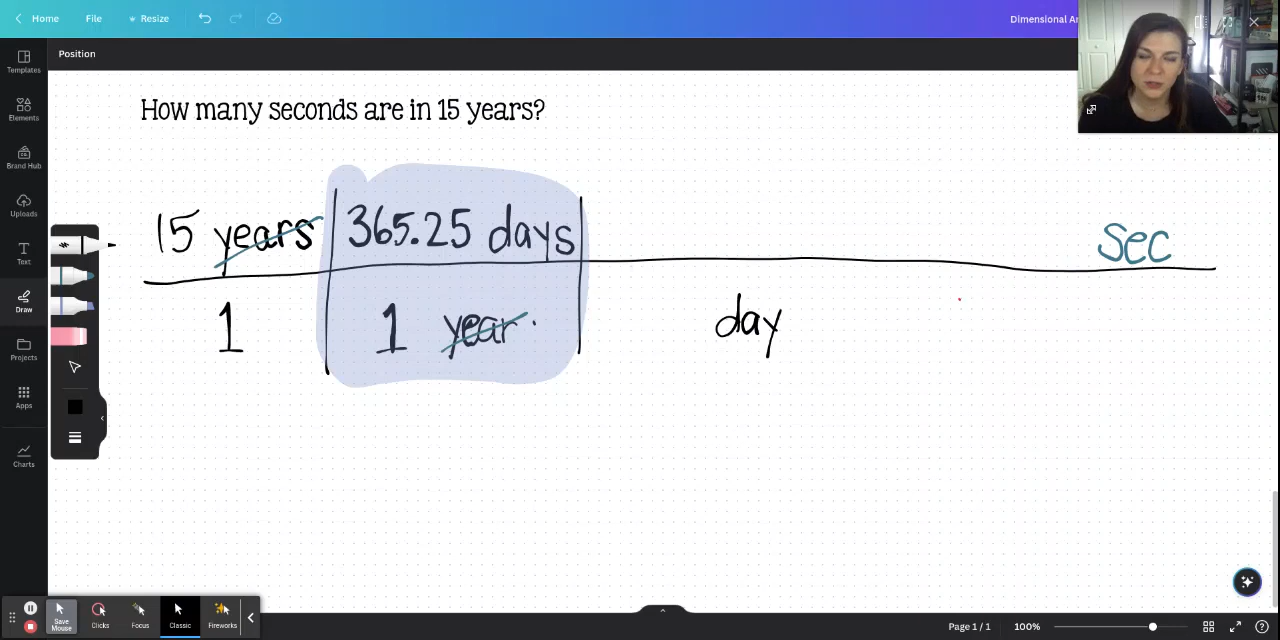 Home File Resize Dimensional An
Position
Templates
Elements
Brand Hub
Uploads
Text
Draw
Projects
Apps
Charts
How many seconds are in 15 years?
15 years 365.25 days sec
1 1 year day
Save Mouse Clicks Focus Classic Fireworks
Page 1 / 1 100%